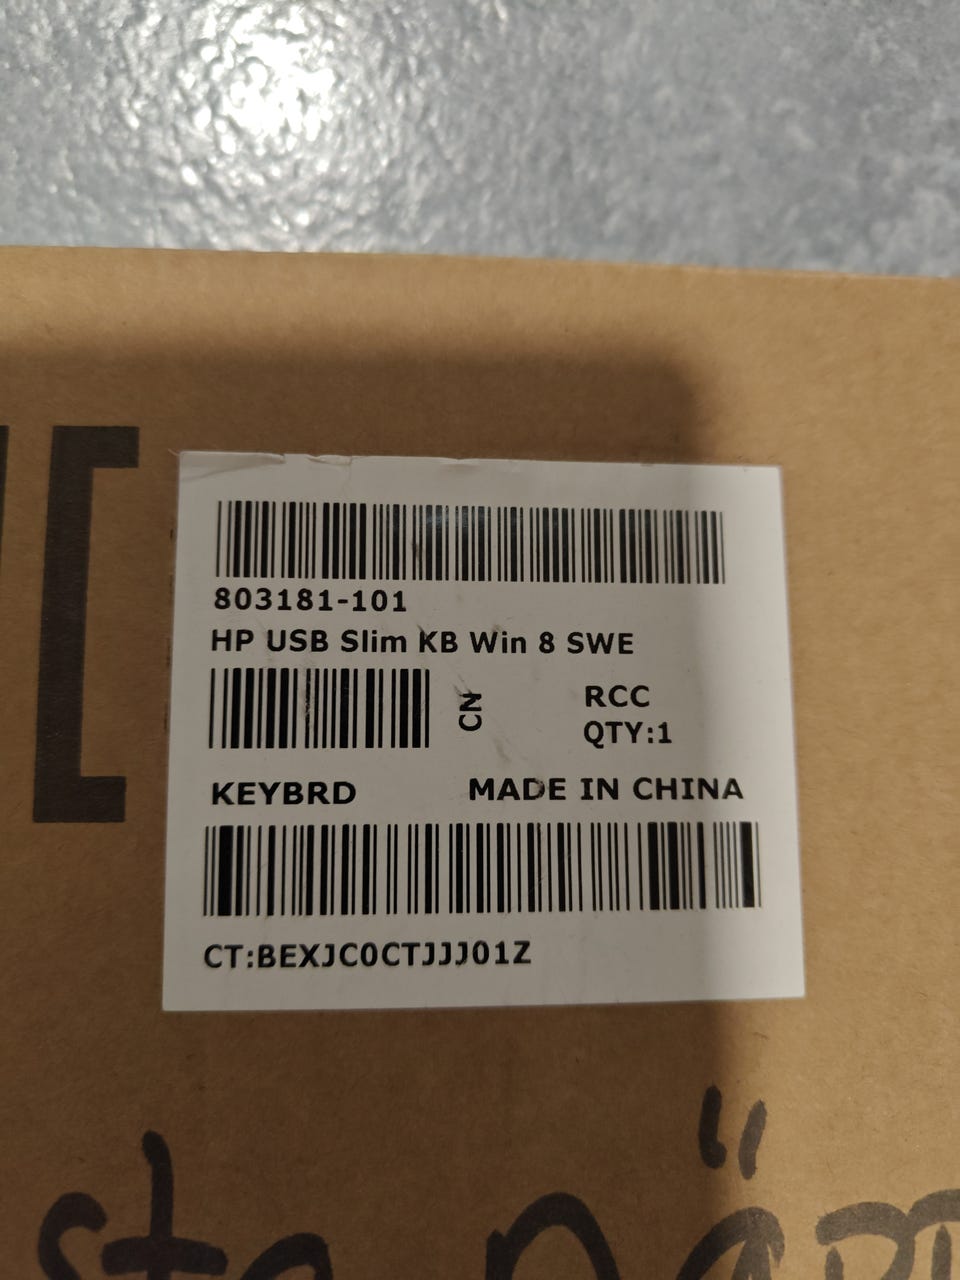 803181-101
HP USB Slim KB Win 8 SWE
CN
RCC
QTY:1
KEYBRD
MADE IN CHINA
CT:BEXJC0CTJJJ01Z